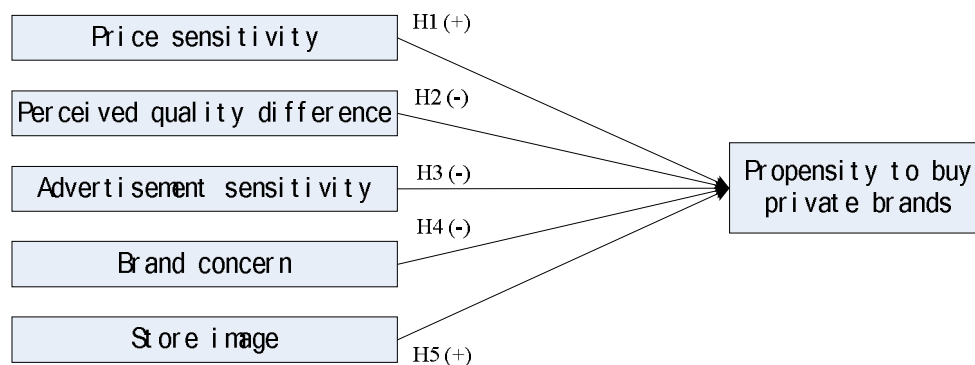 H1 (+)
Price sensitivity
H2 (-)
Perceived quality difference
H3 (-)
Advertisement sensitivity
H4 (-)
Brand concern
Store image
H5 (+)
Propensity to buy
private brands